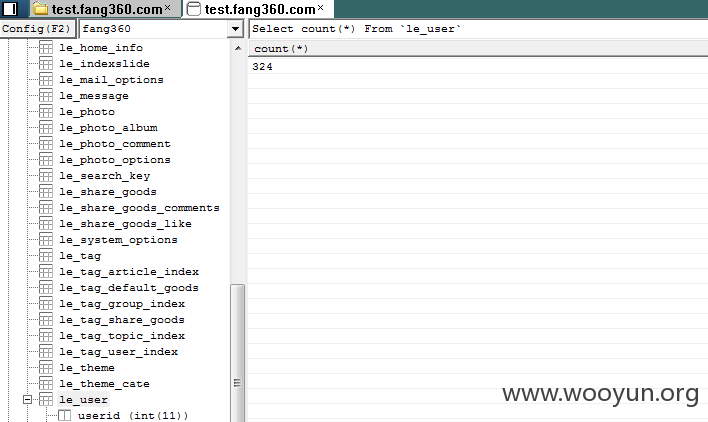 test.fang360.com× test.fang360.com×
Config(F2) fang360 Select count(*) From `le_user`
count(*)
324
le_home_info
le_indexslide
le_mail_options
le_message
le_photo
le_photo_album
le_photo_comment
le_photo_options
le_search_key
le_share_goods
le_share_goods_comments
le_share_goods_like
le_system_options
le_tag
le_tag_article_index
le_tag_default_goods
le_tag_group_index
le_tag_share_goods
le_tag_topic_index
le_tag_user_index
le_theme
le_theme_cate
le_user
userid (int(11))
www.wooyun.org